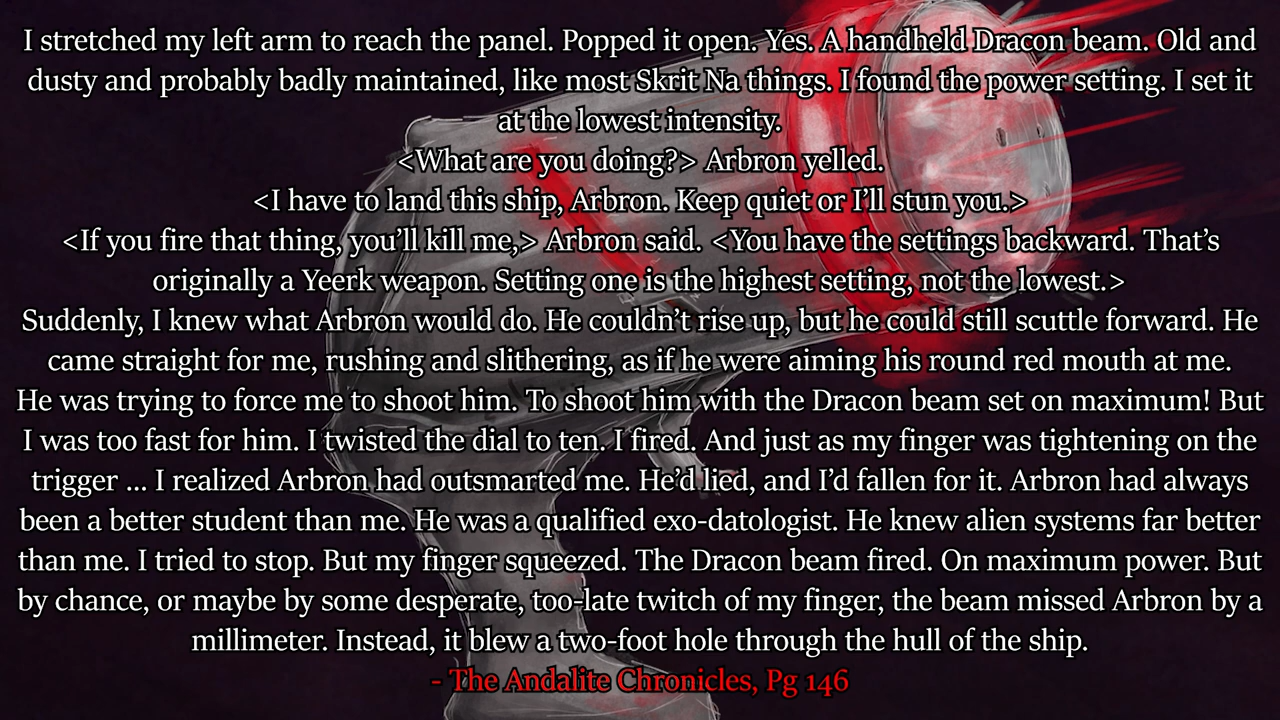 I stretched my left arm to reach the panel. Popped it open. Yes. A handheld Dracon beam. Old and
dusty and probably badly maintained, like most Skrit Na things. I found the power setting. I set it
at the lowest intensity.
<What are you doing?> Arbron yelled.
<I have to land this ship, Arbron. Keep quiet or I’ll stun you.>
<If you fire that thing, you’ll kill me,> Arbron said. <You have the settings backward. That’s
originally a Yeerk weapon. Setting one is the highest setting, not the lowest.>
Suddenly, I knew what Arbron would do. He couldn’t rise up, but he could still scuttle forward. He
came straight for me, rushing and slithering, as if he were aiming his round red mouth at me.
He was trying to force me to shoot him. To shoot him with the Dracon beam set on maximum! But
I was too fast for him. I twisted the dial to ten. I fired. And just as my finger was tightening on the
trigger ... I realized Arbron had outsmarted me. He’d lied, and I’d fallen for it. Arbron had always
been a better student than me. He was a qualified exo-datologist. He knew alien systems far better
than me. I tried to stop. But my finger squeezed. The Dracon beam fired. On maximum power. But
by chance, or maybe by some desperate, too-late twitch of my finger, the beam missed Arbron by a
millimeter. Instead, it blew a two-foot hole through the hull of the ship.
- The Andalite Chronicles, Pg 146